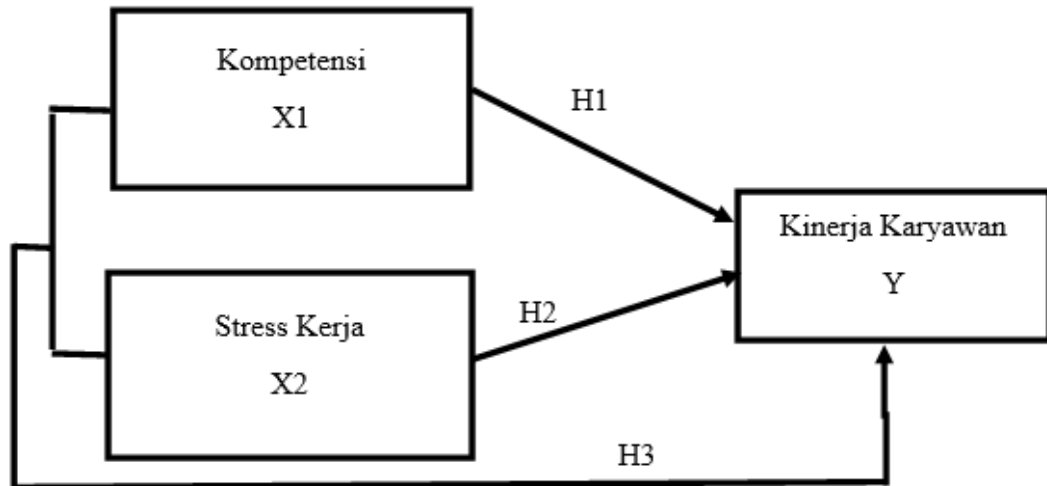 Kompetensi
X1
H1
Kinerja Karyawan
Y
Stress Kerja
X2
H2
H3